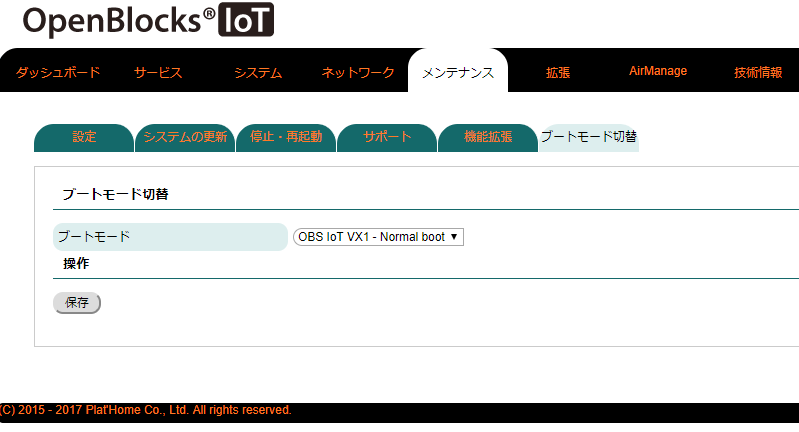 OpenBlocks® IoT
ダッシュボード サービス システム ネットワーク メンテナンス 拡張 AirManage 技術情報
設定 システムの更新 停止・再起動 サポート 機能拡張 ブートモード切替
ブートモード切替
ブートモード OBS IoT VX1 - Normal boot ▼
操作
保存
(C) 2015 - 2017 Plat'Home Co., Ltd. All rights reserved.